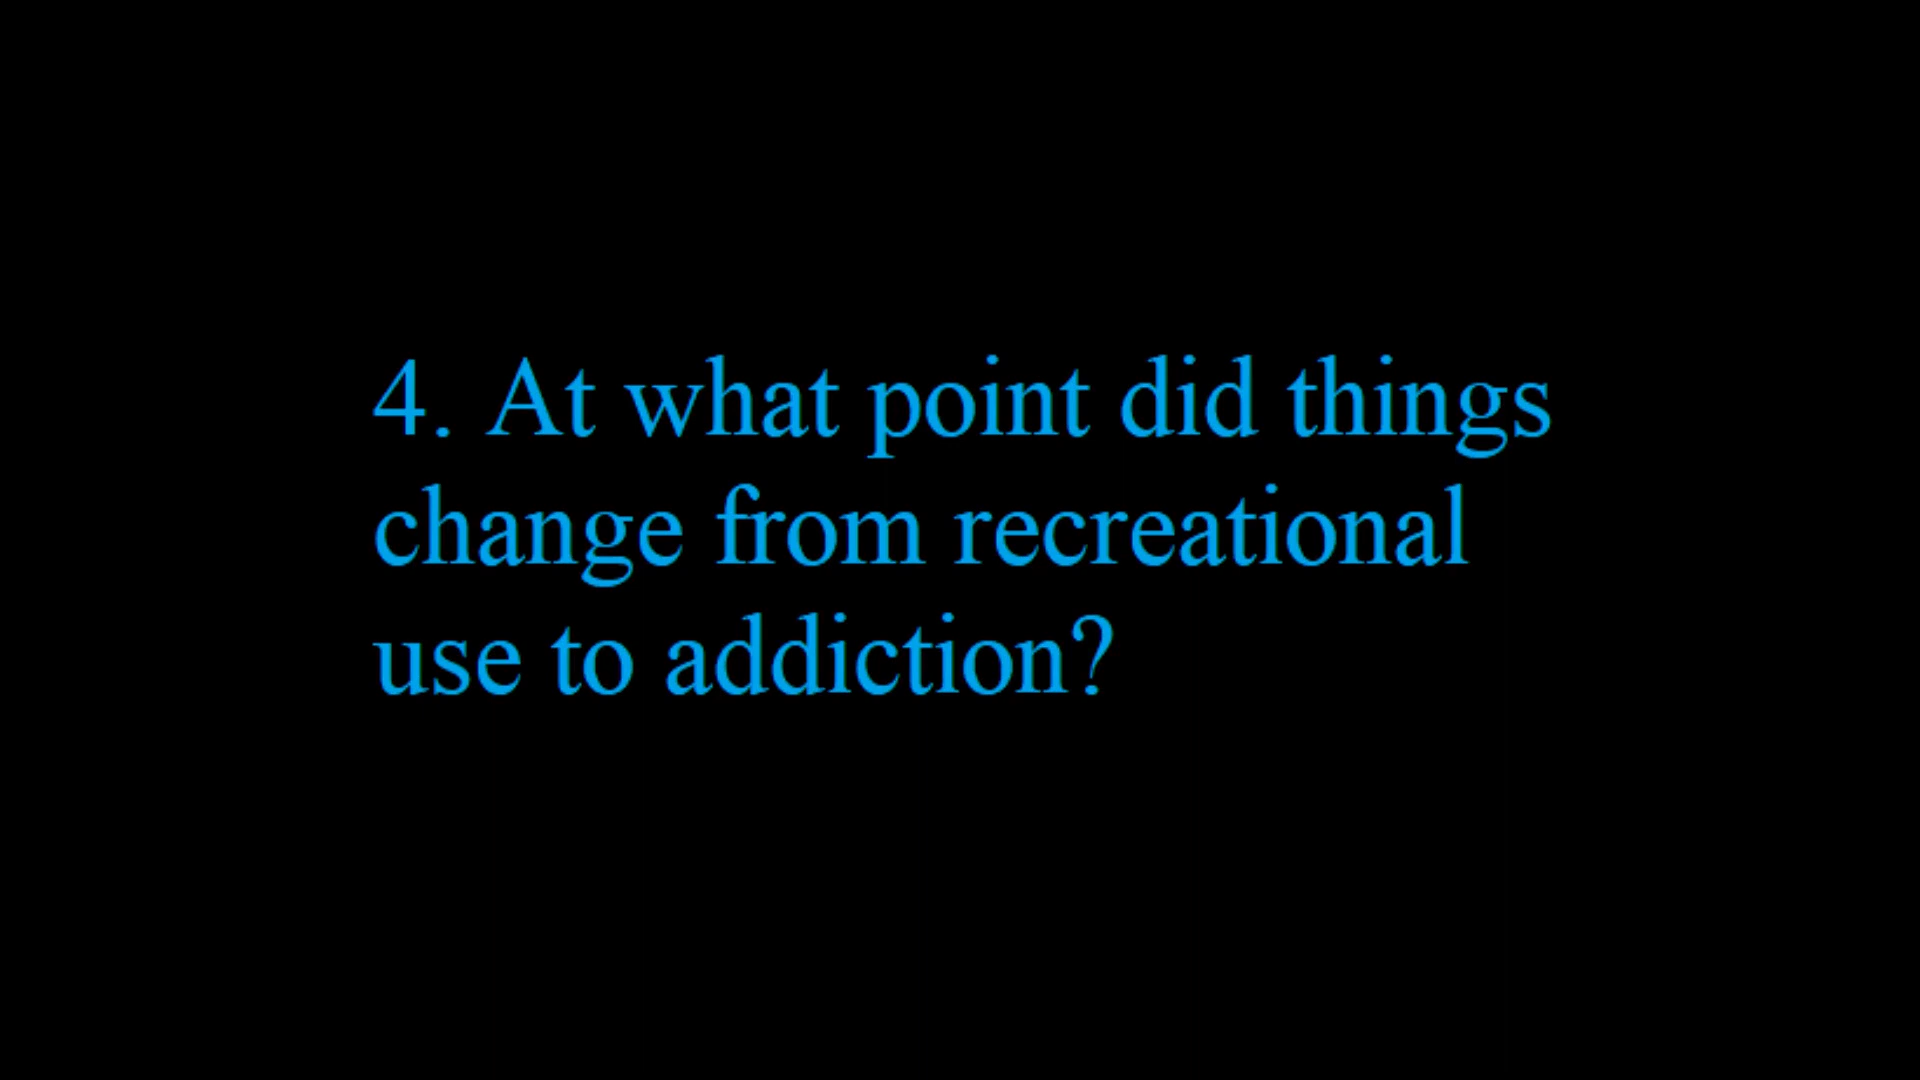 4. At what point did things
change from recreational
use to addiction?